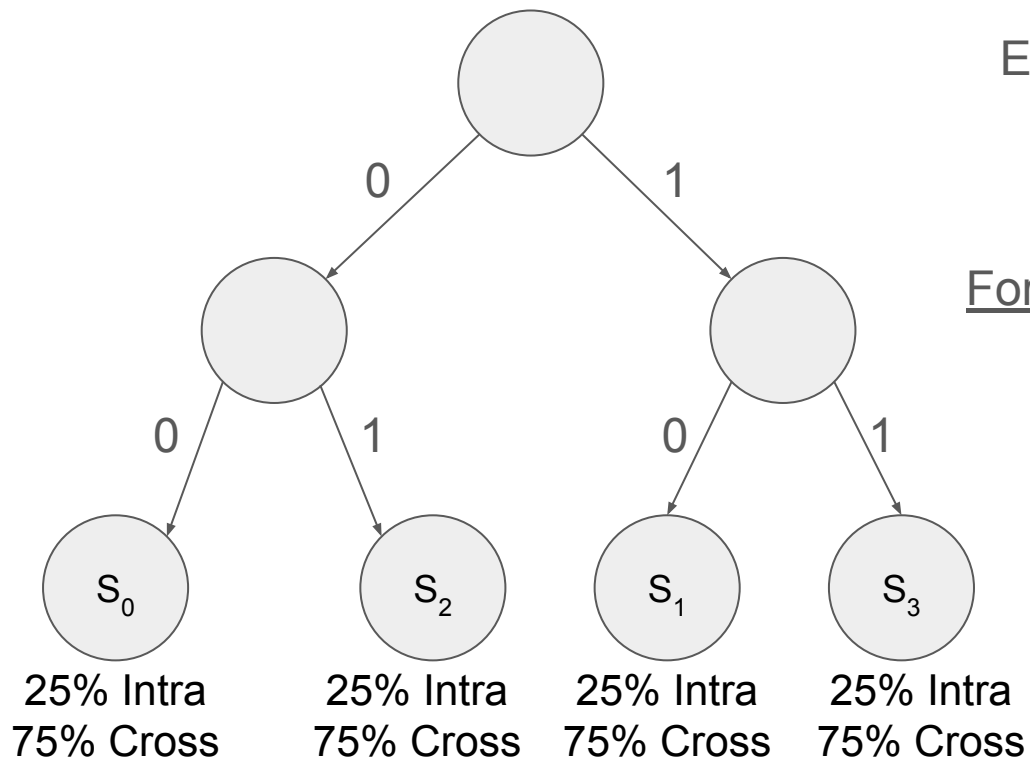 E
0 1
For
0 1 0 1
S₀ S₂ S₁ S₃
25% Intra 25% Intra 25% Intra 25% Intra
75% Cross 75% Cross 75% Cross 75% Cross